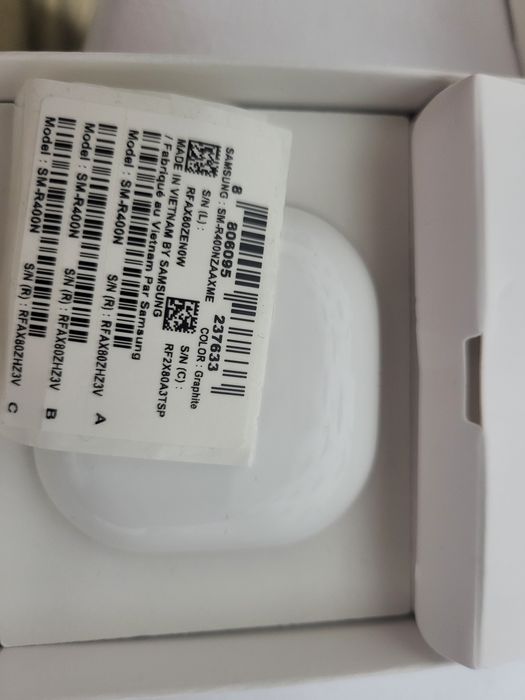 8 806095 237633
SAMSUNG : SM-R400NZAAXME COLOR : Graphite
S/N (L) :
RFAX80ZEN0W
S/N (C) :
RF2X80A3TSP
MADE IN VIETNAM BY SAMSUNG
/ Fabriqué au Vietnam Par Samsung
Model : SM-R400N S/N (R) : RFAX80ZHZ3V A
Model : SM-R400N S/N (R) : RFAX80ZHZ3V B
Model : SM-R400N S/N (R) : RFAX80ZHZ3V C